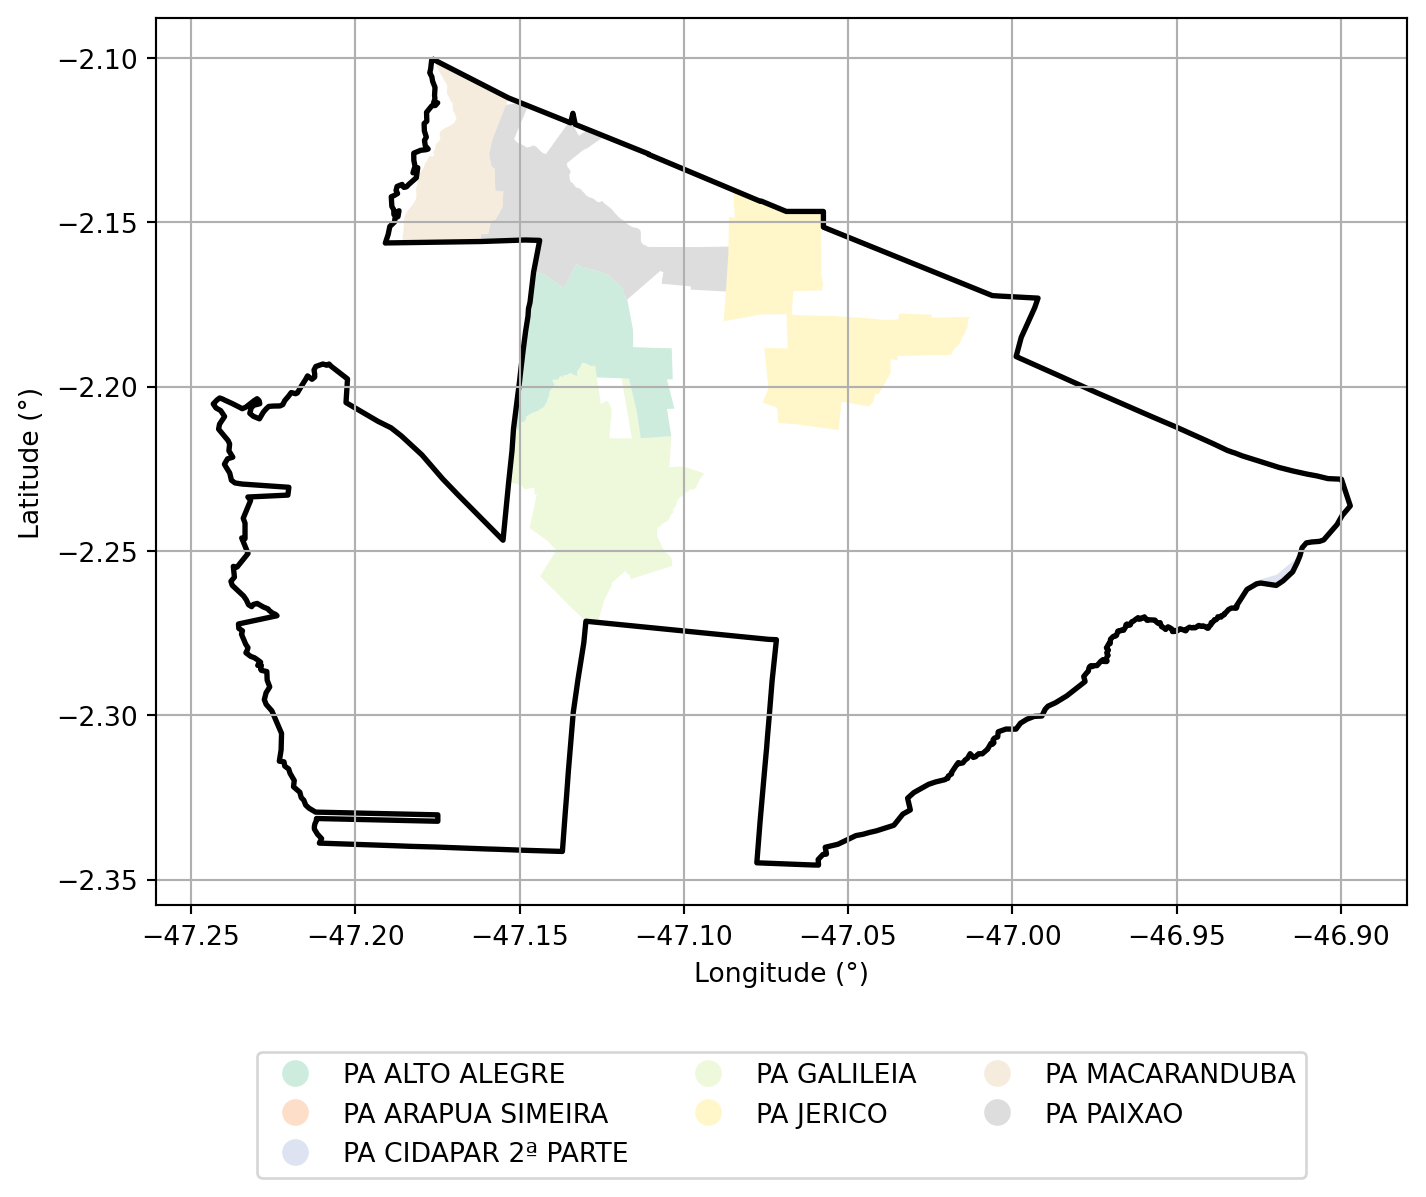 −2.10
−2.15
−2.20
−2.25
−2.30
−2.35
Latitude (°)
−47.25 −47.20 −47.15 −47.10 −47.05 −47.00 −46.95 −46.90
Longitude (°)
PA ALTO ALEGRE PA GALILEIA PA MACARANDUBA
PA ARAPUA SIMEIRA PA JERICO PA PAIXAO
PA CIDAPAR 2ª PARTE